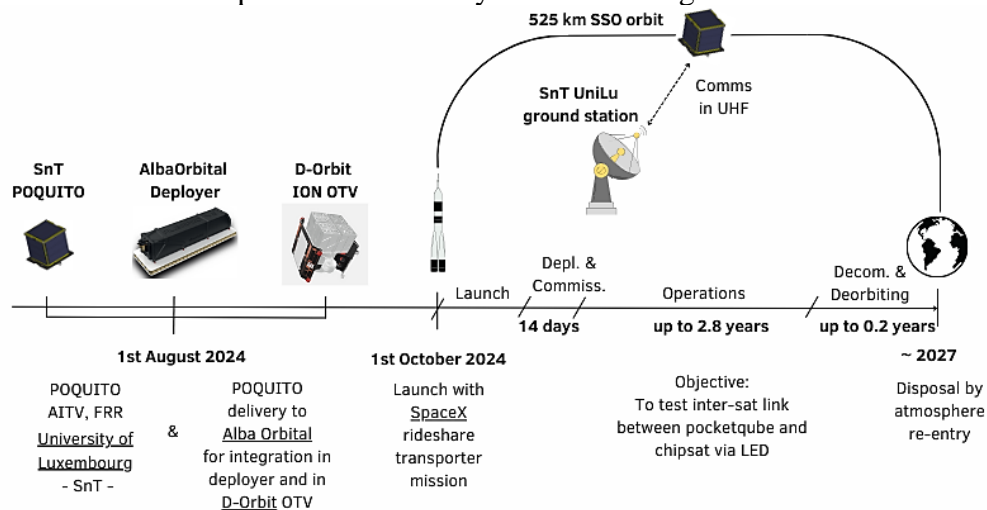 525 km SSO orbit
SnT UniLu
ground station
Comms
in UHF
SnT
POQUITO
AlbaOrbital
Deployer
D-Orbit
ION OTV
Launch
Depl. &
Commiss.
Operations
Decom. &
Deorbiting
14 days
up to 2.8 years
up to 0.2 years
1st August 2024
1st October 2024
~ 2027
POQUITO
AITV, FRR
University of
Luxembourg
- SnT -
&
POQUITO
delivery to
Alba Orbital
for integration in
deployer and in
D-Orbit OTV
Launch with
SpaceX
rideshare
transporter
mission
Objective:
To test inter-sat link
between pocketqube and
chipsat via LED
Disposal by
atmosphere
re-entry